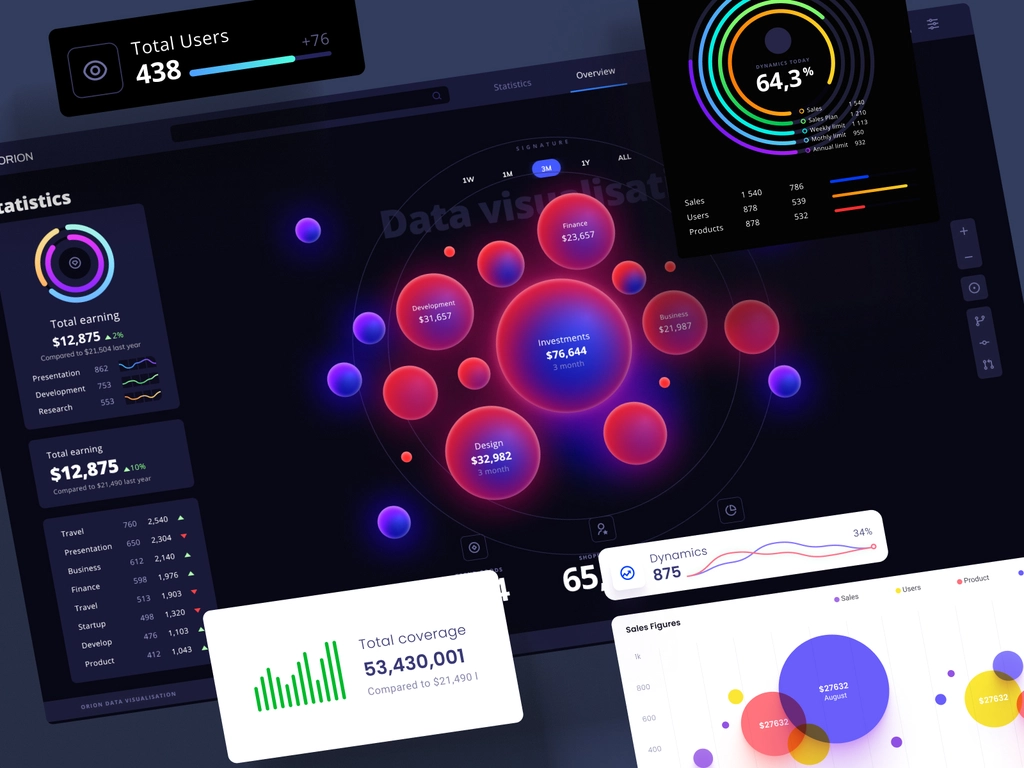 Total Users
438
+76
ORION
Statistics
Overview
SIGNATURE
1W
1M
3M
1Y
ALL
Data visualisat
DYNAMICS TODAY
64,3%
Sales 1 540
Sales Plan 1 210
Weekly limit 1 113
Mothly limit 950
Annual limit 932
Sales 1 540 786
Users 878 539
Products 878 532
tatistics
Total earning
$12,875 2%
Compared to $21,504 last year
Presentation 862
Development 753
Research 553
Total earning
$12,875 10%
Compared to $21,490 last year
Travel 760 2,540
Presentation 650 2,304
Business 612 2,140
Finance 598 1,976
Travel 513 1,903
Startup 498 1,320
Develop 476 1,103
Product 412 1,043
ORION DATA VISUALISATION
Finance
$23,657
Development
$31,657
Business
$21,987
Investments
$76,644
3 month
Design
$32,982
3 month
4
65,
Dynamics
875
34%
Total coverage
53,430,001
Compared to $21,490 l
Sales Figures
Sales
Users
Product
1k
800
600
400
$27632
August
$27632
$27632